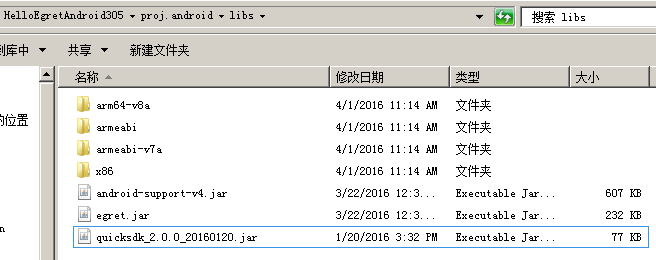 HelloEgretAndroid305 ▸ proj.android ▸ libs ▸ 搜索 libs
到库中 ▼ 共享 ▼ 新建文件夹
名称 修改日期 类型 大小
arm64-v8a 4/1/2016 11:14 AM 文件夹
的位置 armeabi 4/1/2016 11:14 AM 文件夹
armeabi-v7a 4/1/2016 11:14 AM 文件夹
x86 4/1/2016 11:14 AM 文件夹
android-support-v4.jar 3/22/2016 12:3... Executable Jar... 607 KB
egret.jar 3/22/2016 12:3... Executable Jar... 232 KB
quicksdk_2.0.0_20160120.jar 1/20/2016 3:32 PM Executable Jar... 77 KB